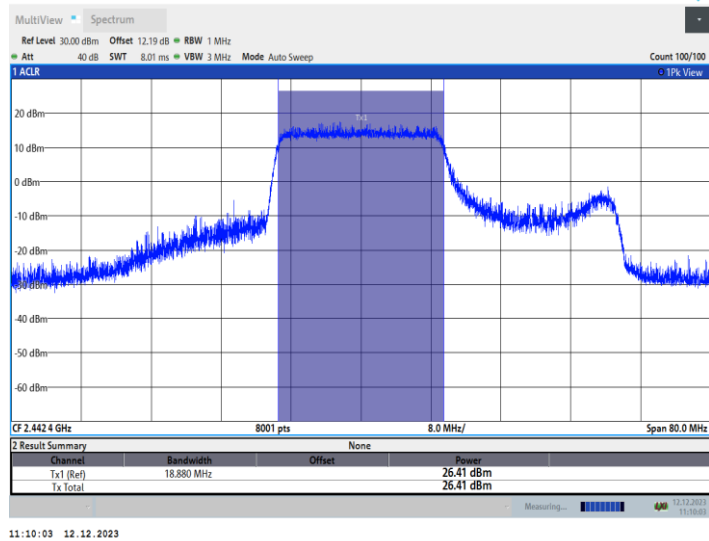 MultiView Spectrum
Ref Level 30.00 dBm Offset 12.19 dB RBW 1 MHz
Att 40 dB SWT 8.01 ms VBW 3 MHz Mode Auto Sweep Count 100/100
1 ACLR 1Pk View
Tx1
20 dBm
10 dBm
0 dBm
-10 dBm
-20 dBm
-30 dBm
-40 dBm
-50 dBm
-60 dBm
CF 2.442 4 GHz 8001 pts 8.0 MHz/ Span 80.0 MHz
2 Result Summary None
Channel Bandwidth Offset Power
Tx1 (Ref) 18.880 MHz 26.41 dBm
Tx Total 26.41 dBm
Measuring... 12.12.2023
11:10:03
11:10:03 12.12.2023